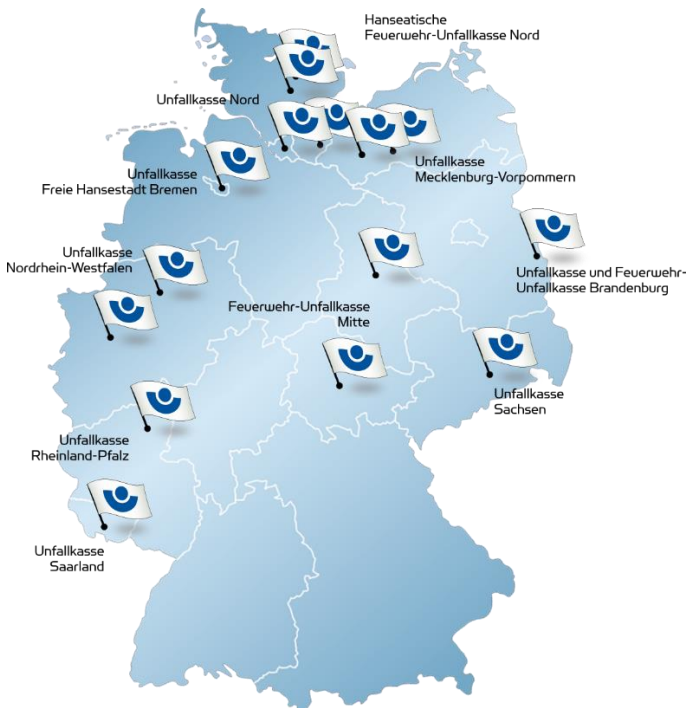 Hanseatische
Feuerwehr-Unfallkasse Nord
Unfallkasse Nord
Unfallkasse
Mecklenburg-Vorpommern
Unfallkasse
Freie Hansestadt Bremen
Unfallkasse
Nordrhein-Westfalen
Unfallkasse und Feuerwehr-
Unfallkasse Brandenburg
Feuerwehr-Unfallkasse
Mitte
Unfallkasse
Sachsen
Unfallkasse
Rheinland-Pfalz
Unfallkasse
Saarland